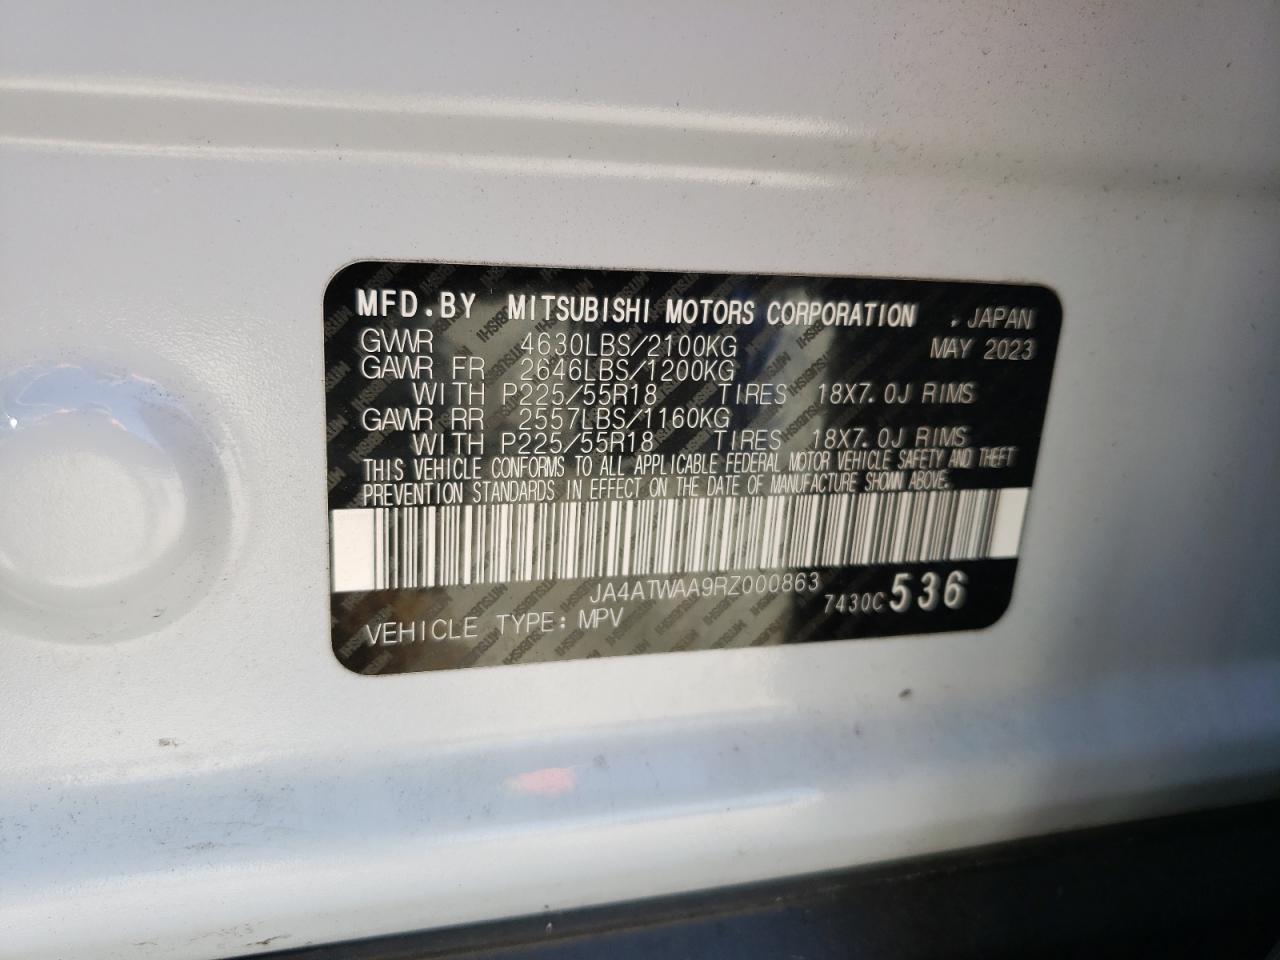 MFD.BY MITSUBISHI MOTORS CORPORATION . JAPAN
GVWR 4630LBS/2100KG MAY 2023
GAWR FR 2646LBS/1200KG
WITH P225/55R18 TIRES 18X7.0J RIMS
GAWR RR 2557LBS/1160KG
WITH P225/55R18 TIRES 18X7.0J RIMS
THIS VEHICLE CONFORMS TO ALL APPLICABLE FEDERAL MOTOR VEHICLE SAFETY AND THEFT
PREVENTION STANDARDS IN EFFECT ON THE DATE OF MANUFACTURE SHOWN ABOVE.
JA4ATWAA9RZ000863
7430C 536
VEHICLE TYPE: MPV